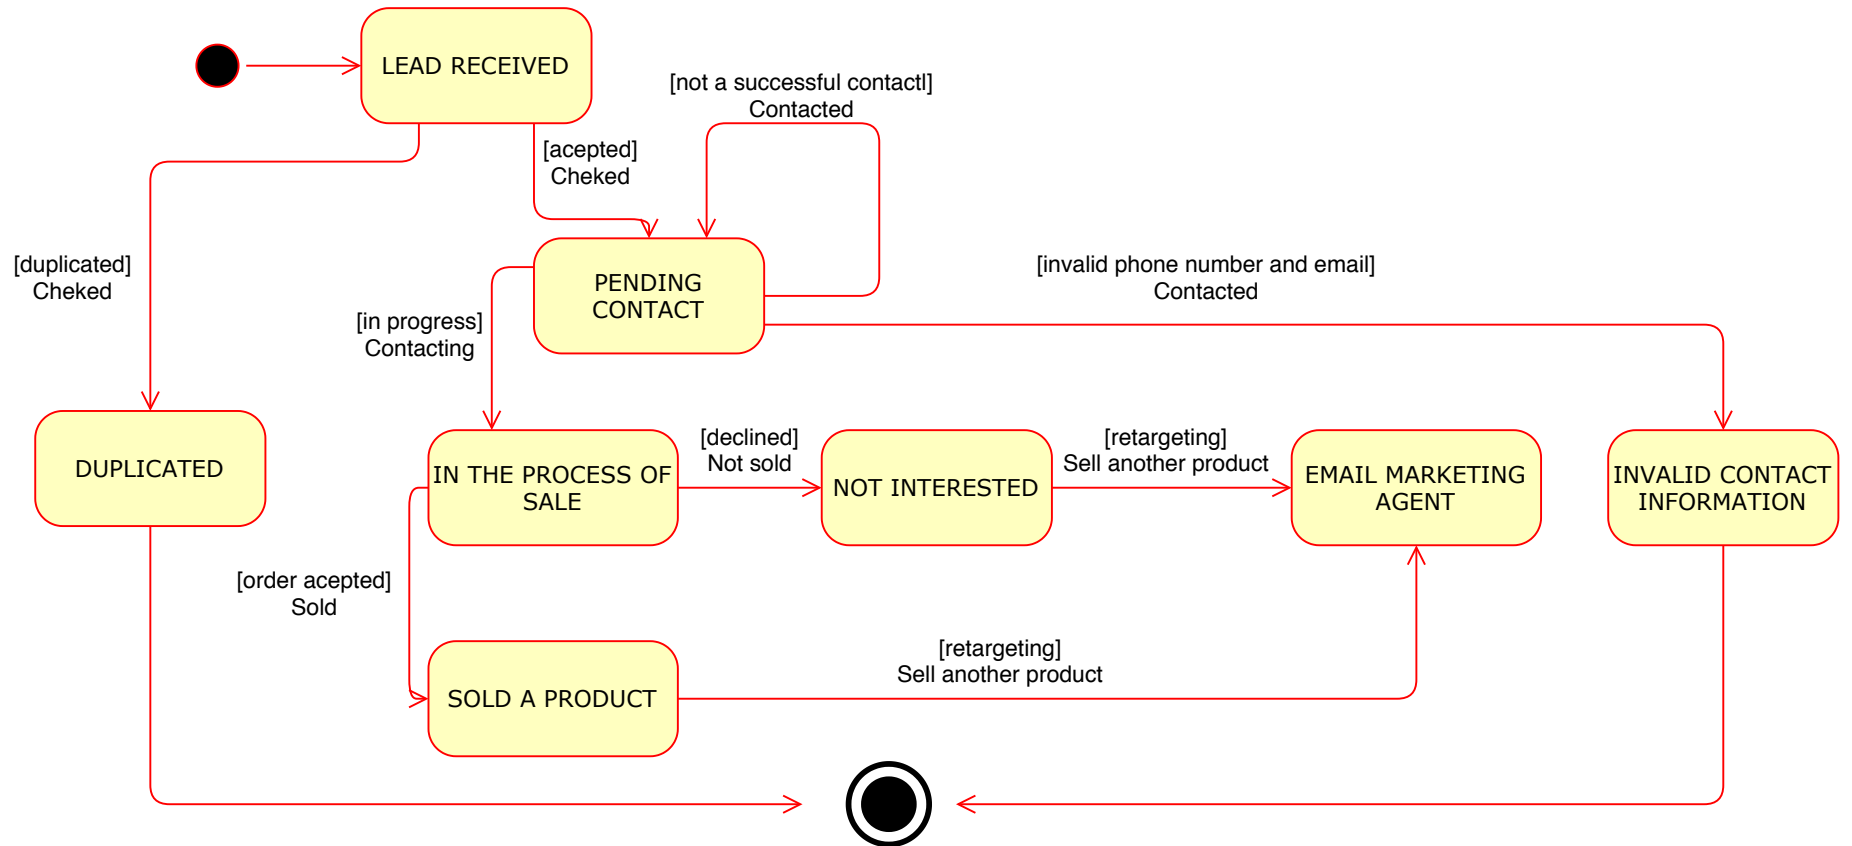 LEAD RECEIVED
[not a successful contactl]
Contacted
[acepted]
Cheked
[duplicated]
Cheked
PENDING
CONTACT
[invalid phone number and email]
Contacted
[in progress]
Contacting
DUPLICATED
IN THE PROCESS OF
SALE
[declined]
Not sold
NOT INTERESTED
[retargeting]
Sell another product
EMAIL MARKETING
AGENT
INVALID CONTACT
INFORMATION
[order acepted]
Sold
SOLD A PRODUCT
[retargeting]
Sell another product